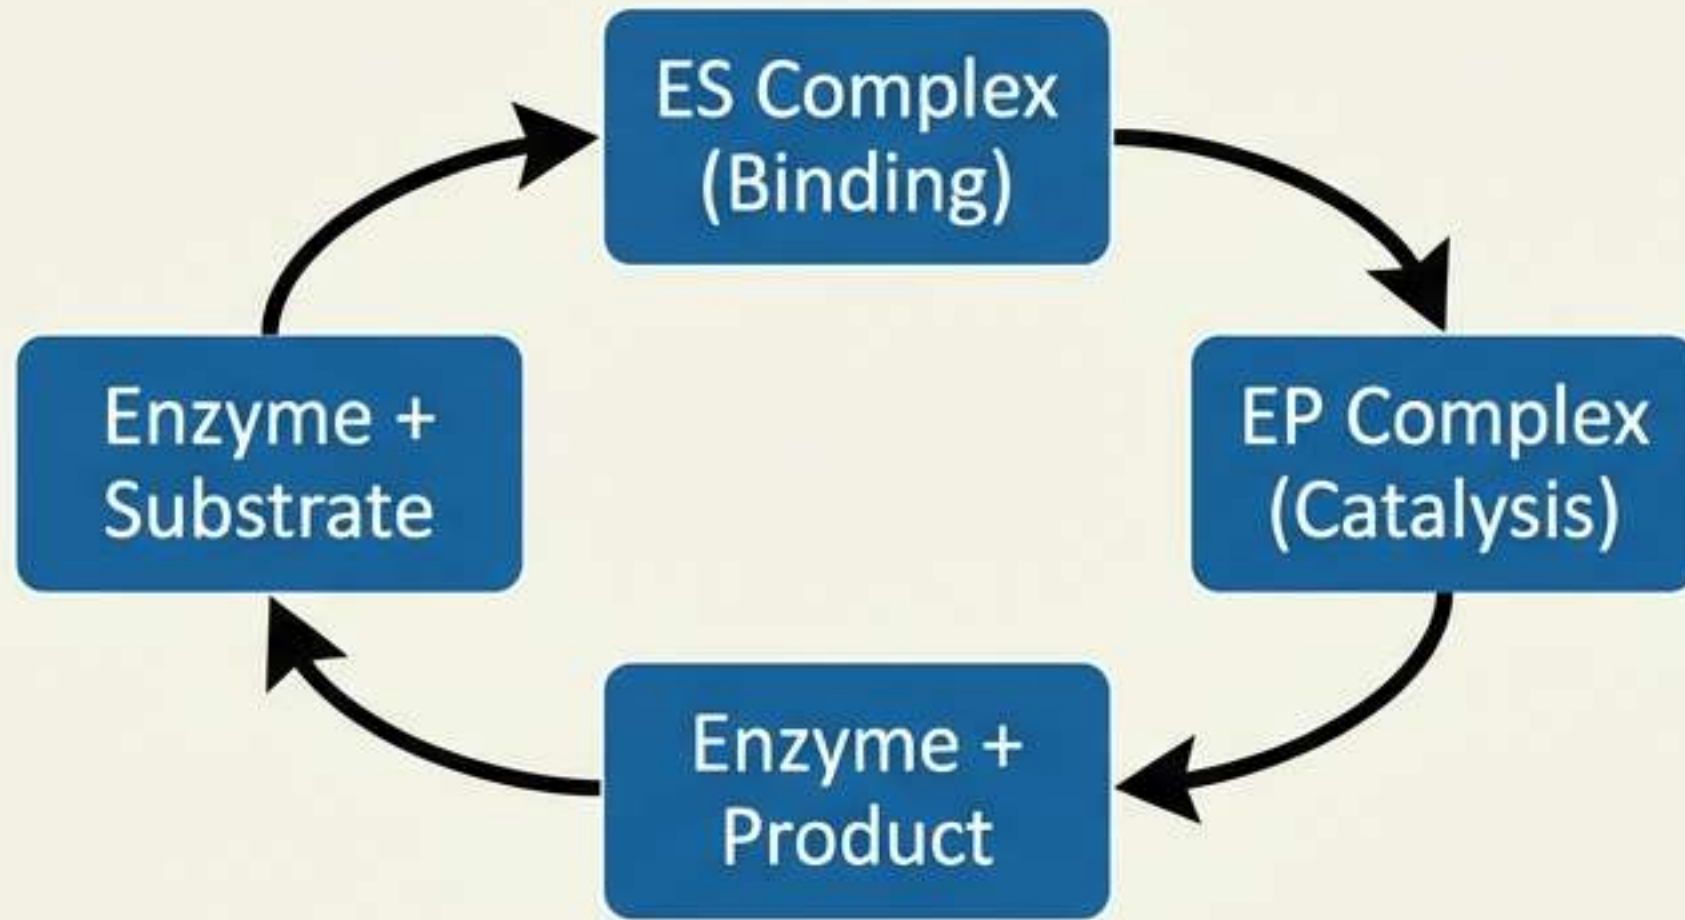 ES Complex
(Binding)
Enzyme +
Substrate
EP Complex
(Catalysis)
Enzyme +
Product